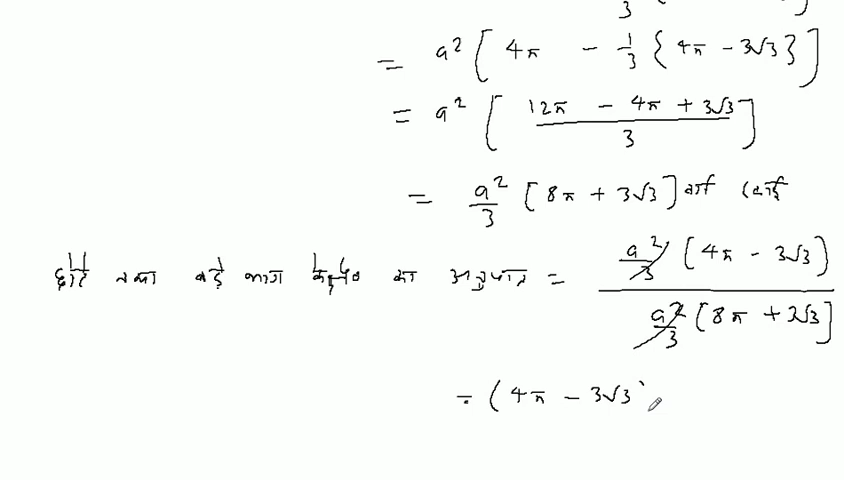 3
= a² [ 4π - 1/3 { 4π - 3√3 } ]
= a² [ (12π - 4π + 3√3)/3 ]
= a²/3 [ 8π + 3√3 ] वर्ग इकाई
छोटे तथा बड़े भाग के का अनुपात = a²/3 (4π - 3√3) / a²/3 [8π + 3√3]
= (4π - 3√3)